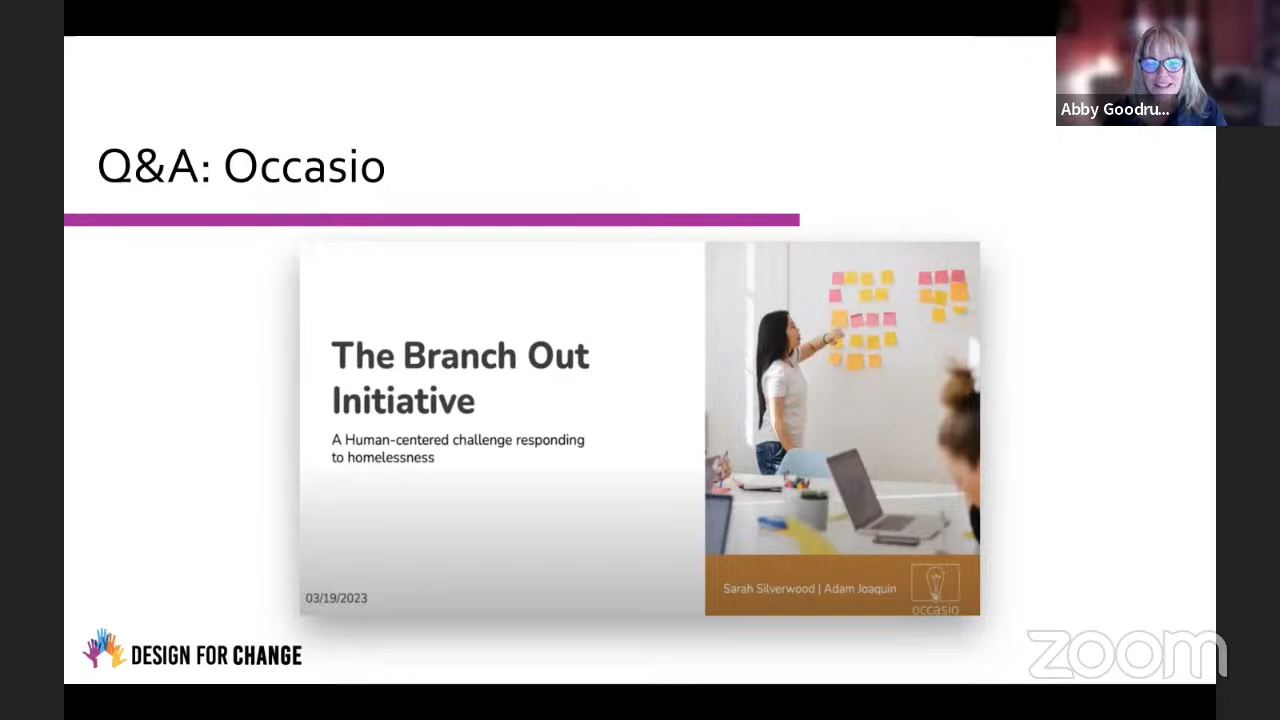 Abby Goodru...
Q&A: Occasio
The Branch Out
Initiative
A Human-centered challenge responding
to homelessness
03/19/2023
Sarah Silverwood | Adam Joaquin
occasio
DESIGN FOR CHANGE
zoom